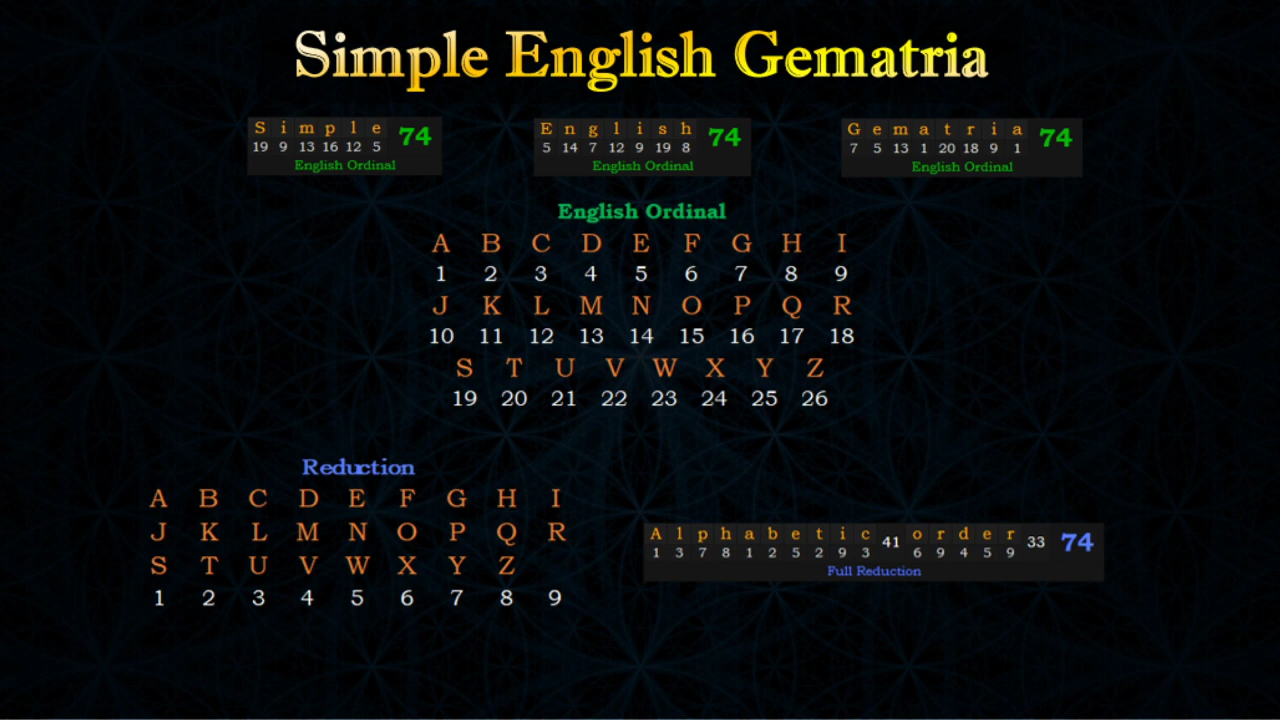 Simple English Gematria
S i m p l e 74
19 9 13 16 12 5
English Ordinal
E n g l i s h 74
5 14 7 12 9 19 8
English Ordinal
G e m a t r i a 74
7 5 13 1 20 18 9 1
English Ordinal
English Ordinal
A B C D E F G H I
1 2 3 4 5 6 7 8 9
J K L M N O P Q R
10 11 12 13 14 15 16 17 18
S T U V W X Y Z
19 20 21 22 23 24 25 26
Reduction
A B C D E F G H I
J K L M N O P Q R
S T U V W X Y Z
1 2 3 4 5 6 7 8 9
A l p h a b e t i c 41 o r d e r 33 74
1 3 7 8 1 2 5 2 9 3 6 9 4 5 9
Full Reduction